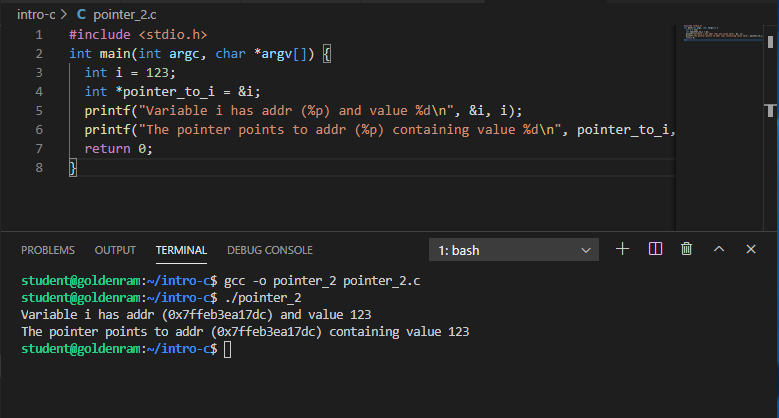 intro-c > C pointer_2.c
1 #include <stdio.h>
2 int main(int argc, char *argv[]) {
3   int i = 123;
4   int *pointer_to_i = &i;
5   printf("Variable i has addr (%p) and value %d\n", &i, i);
6   printf("The pointer points to addr (%p) containing value %d\n", pointer_to_i,
7   return 0;
8 }
PROBLEMS OUTPUT TERMINAL DEBUG CONSOLE 1: bash
student@goldenram:~/intro-c$ gcc -o pointer_2 pointer_2.c
student@goldenram:~/intro-c$ ./pointer_2
Variable i has addr (0x7ffeb3ea17dc) and value 123
The pointer points to addr (0x7ffeb3ea17dc) containing value 123
student@goldenram:~/intro-c$